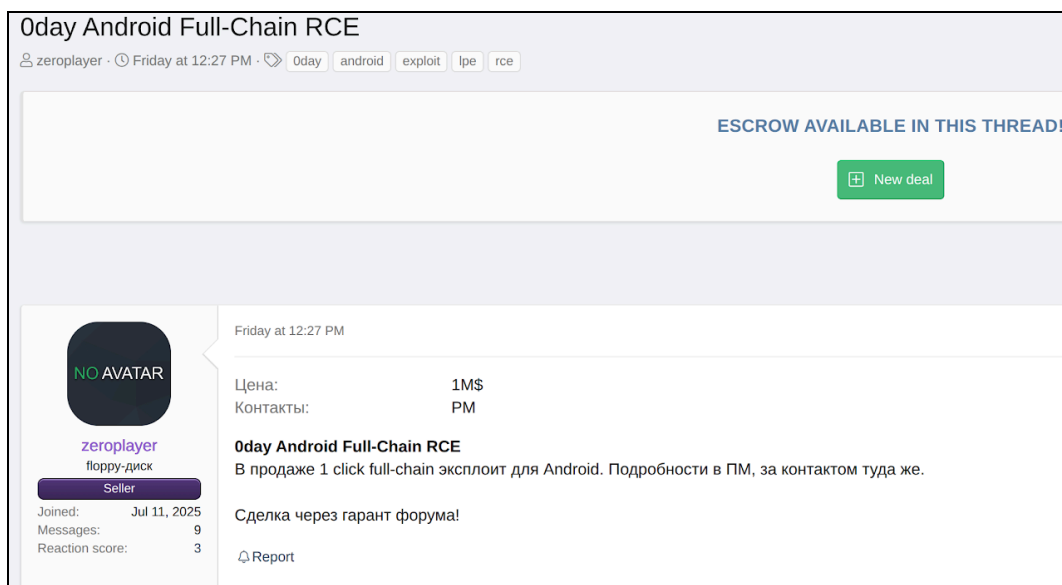 0day Android Full-Chain RCE
zeroplayer · Friday at 12:27 PM · 0day android exploit lpe rce
ESCROW AVAILABLE IN THIS THREAD!
New deal
NO AVATAR
zeroplayer
floppy-диск
Seller
Joined: Jul 11, 2025
Messages: 9
Reaction score: 3
Friday at 12:27 PM
Цена: 1M$
Контакты: PM
0day Android Full-Chain RCE
В продаже 1 click full-chain эксплоит для Android. Подробности в ПМ, за контактом туда же.
Сделка через гарант форума!
Report